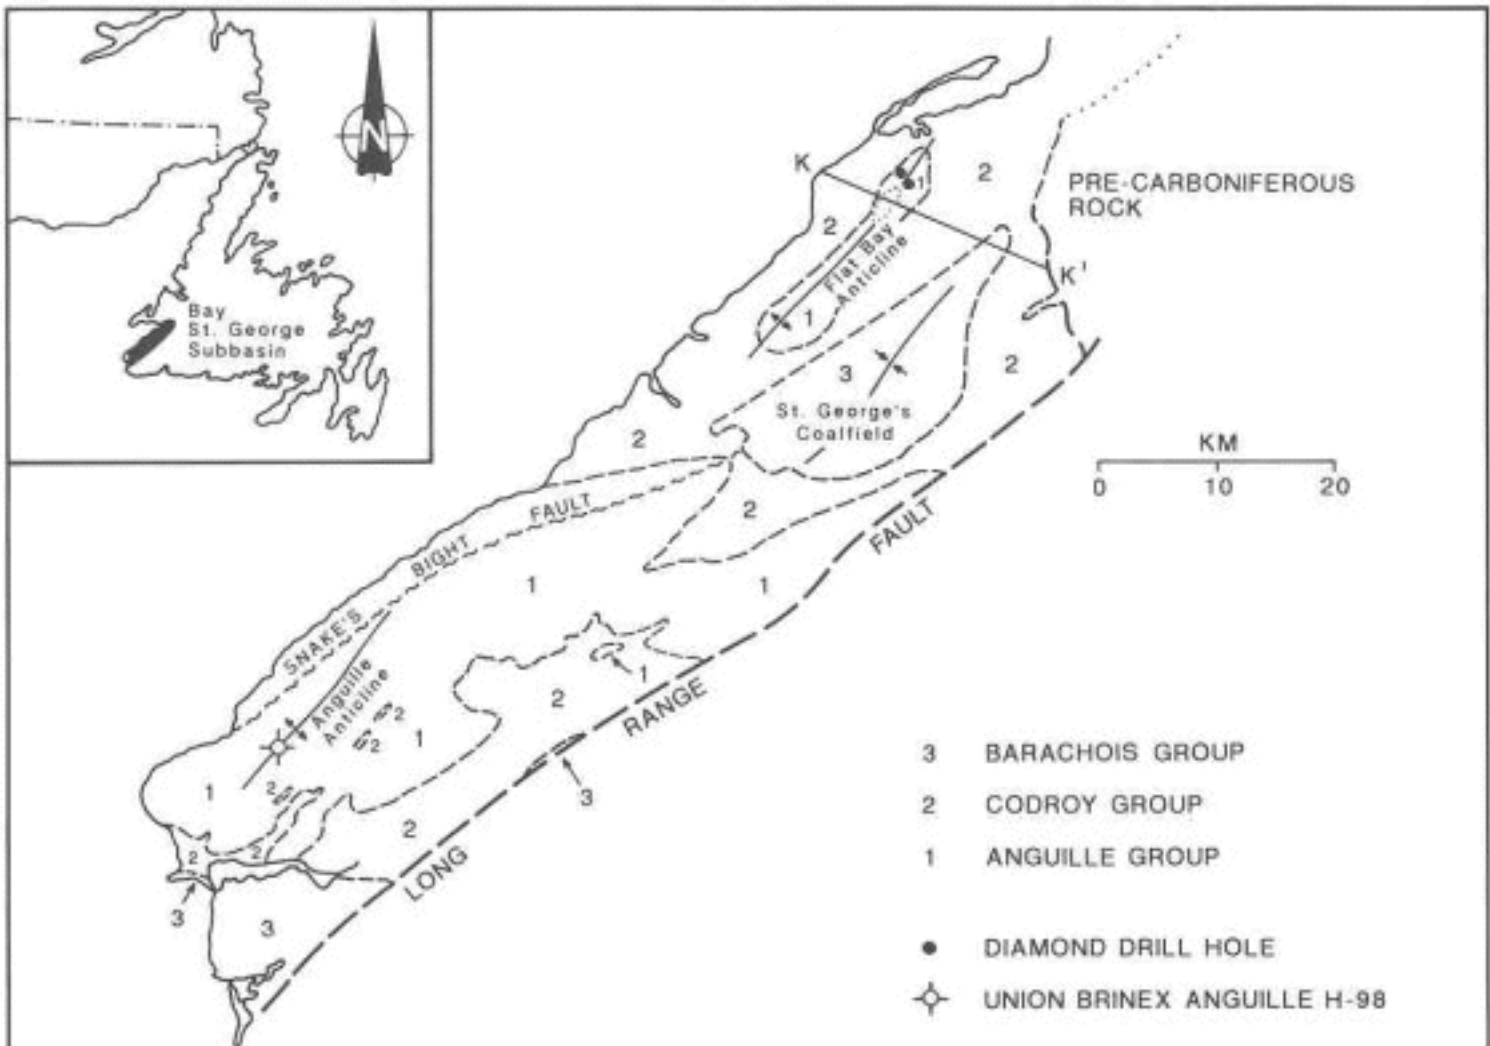 N
Bay
St. George
Subbasin
K
1
2
PRE-CARBONIFEROUS
ROCK
2
Flat Bay
Anticline
K'
1
3
2
St. George's
Coalfield
2
KM
0 10 20
2
SNAKE'S BIGHT FAULT
1
1
LONG RANGE FAULT
1
2
Anguille
Anticline
2
2
1
1
2
3
2
2
2
3
3
3 BARACHOIS GROUP
2 CODROY GROUP
1 ANGUILLE GROUP
DIAMOND DRILL HOLE
UNION BRINEX ANGUILLE H-98